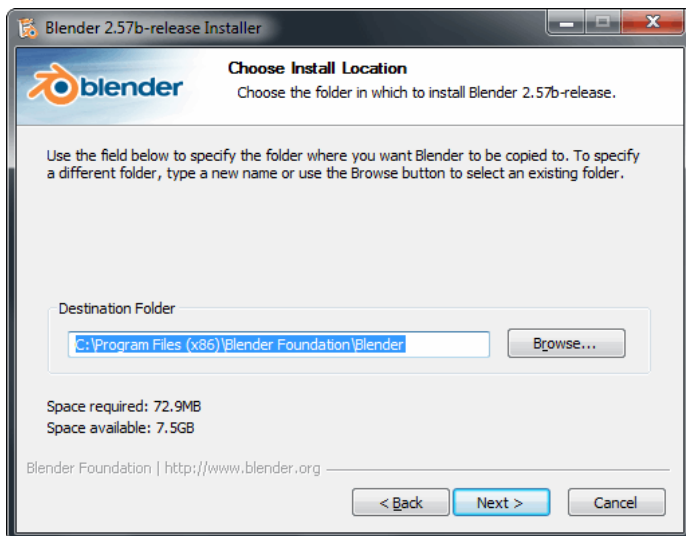 Blender 2.57b-release Installer
blender
Choose Install Location
Choose the folder in which to install Blender 2.57b-release.
Use the field below to specify the folder where you want Blender to be copied to. To specify
a different folder, type a new name or use the Browse button to select an existing folder.
Destination Folder
C:\Program Files (x86)\Blender Foundation\Blender
Browse...
Space required: 72.9MB
Space available: 7.5GB
Blender Foundation | http://www.blender.org
< Back
Next >
Cancel